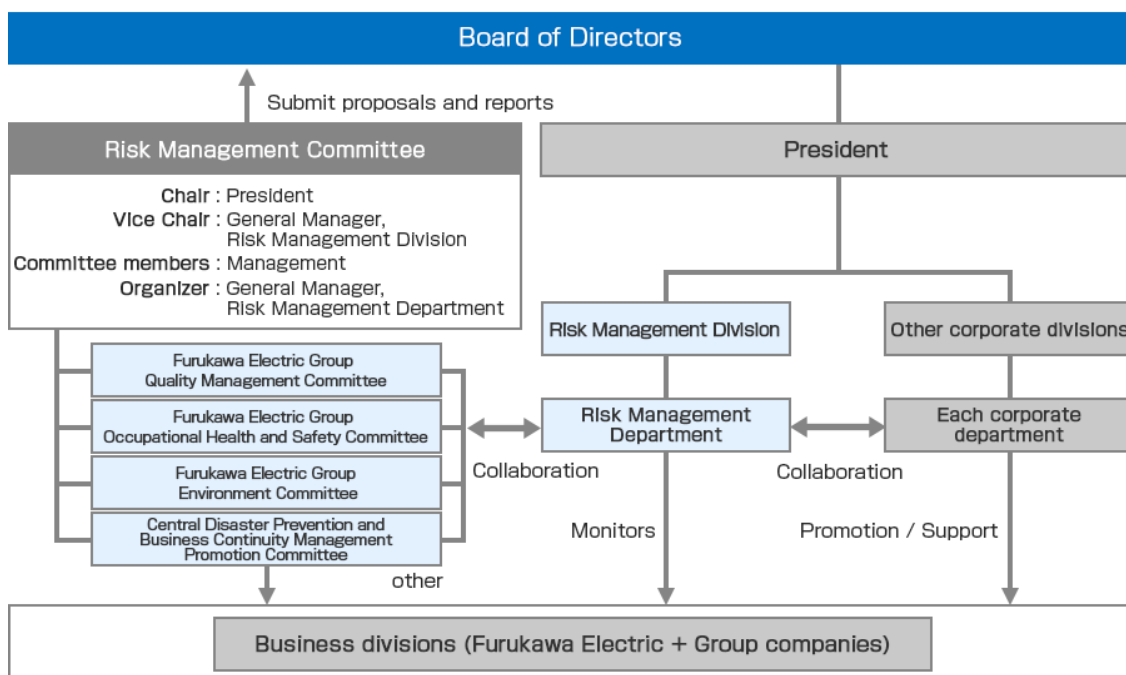 Board of Directors
Submit proposals and reports
Risk Management Committee
Chair : President
Vice Chair : General Manager,
Risk Management Division
Committee members : Management
Organizer : General Manager,
Risk Management Department
President
Risk Management Division
Other corporate divisions
Furukawa Electric Group
Quality Management Committee
Furukawa Electric Group
Occupational Health and Safety Committee
Furukawa Electric Group
Environment Committee
Central Disaster Prevention and
Business Continuity Management
Promotion Committee
other
Collaboration
Risk Management
Department
Collaboration
Each corporate
department
Monitors
Promotion / Support
Business divisions (Furukawa Electric + Group companies)